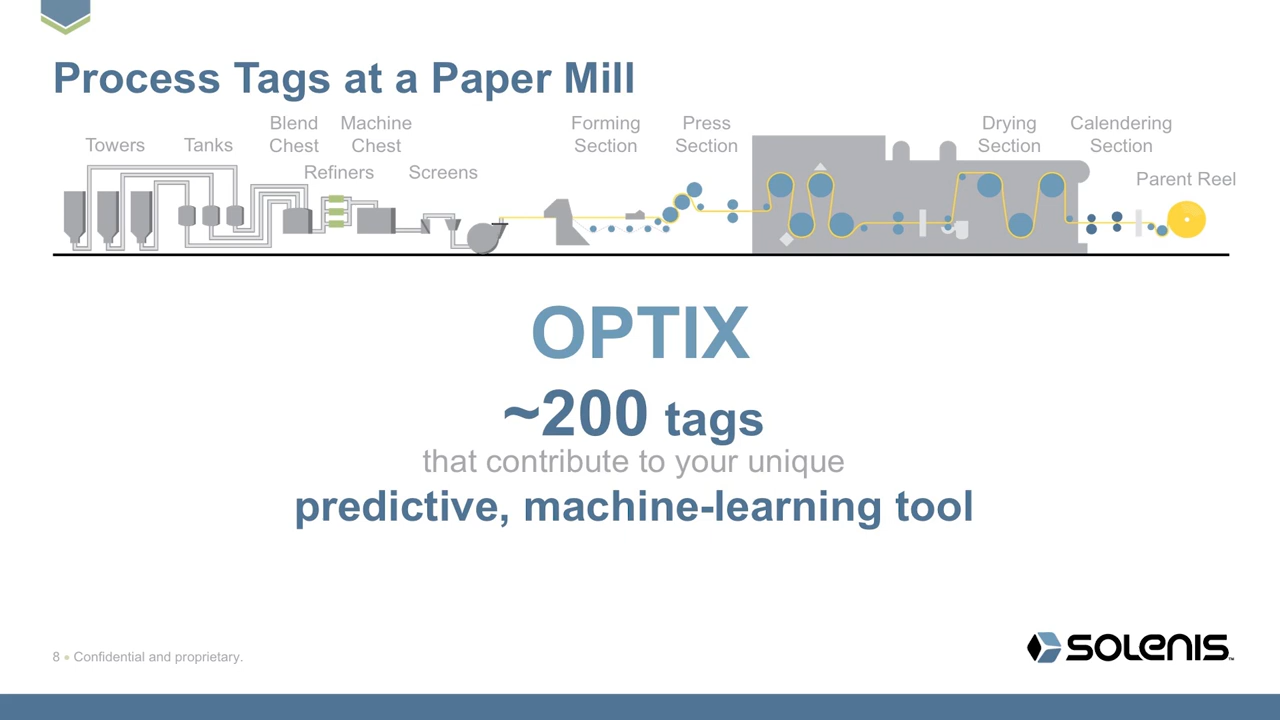 Process Tags at a Paper Mill
Towers
Tanks
Blend
Chest
Machine
Chest
Refiners
Screens
Forming
Section
Press
Section
Drying
Section
Calendering
Section
Parent Reel
OPTIX
~200 tags
that contribute to your unique
predictive, machine-learning tool
8 • Confidential and proprietary.
SOLENIS™